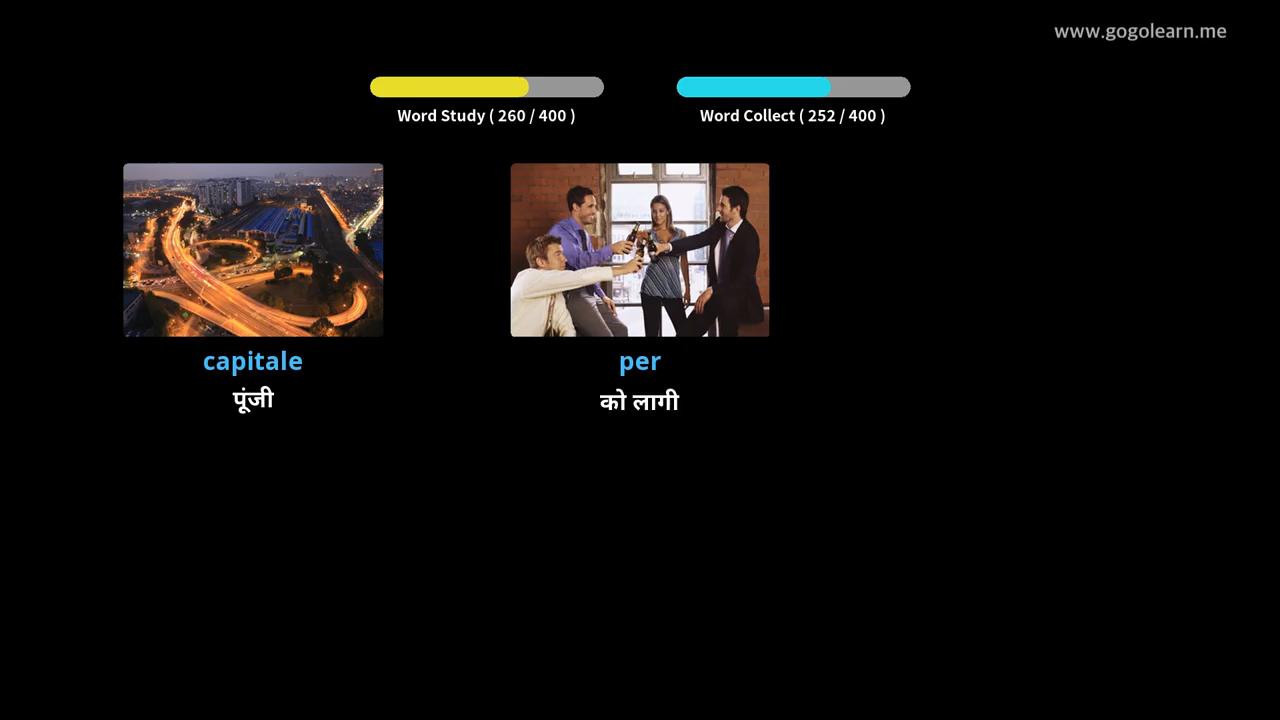 www.gogolearn.me
Word Study ( 260 / 400 )
Word Collect ( 252 / 400 )
capitale
per
पूंजी
को लागी